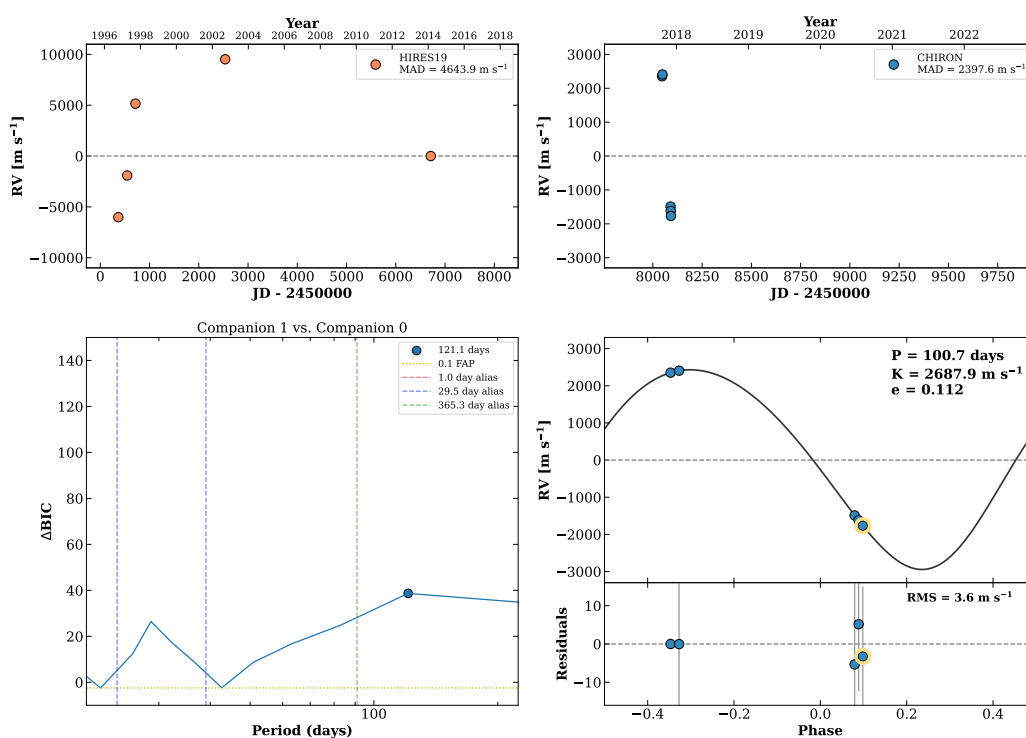 Year
1996 1998 2000 2002 2004 2006 2008 2010 2012 2014 2016 2018
10000
5000
0
−5000
−10000
RV [m s⁻¹]
HIRES19
MAD = 4643.9 m s⁻¹
0 1000 2000 3000 4000 5000 6000 7000 8000
JD - 2450000
Year
2018 2019 2020 2021 2022
3000
2000
1000
0
−1000
−2000
−3000
RV [m s⁻¹]
CHIRON
MAD = 2397.6 m s⁻¹
8000 8250 8500 8750 9000 9250 9500 9750
JD - 2450000
Companion 1 vs. Companion 0
140
120
100
80
60
40
20
0
ΔBIC
121.1 days
0.1 FAP
1.0 day alias
29.5 day alias
365.3 day alias
100
Period (days)
3000
2000
1000
0
−1000
−2000
−3000
RV [m s⁻¹]
P = 100.7 days
K = 2687.9 m s⁻¹
e = 0.112
10
0
−10
Residuals
RMS = 3.6 m s⁻¹
−0.4 −0.2 0.0 0.2 0.4
Phase